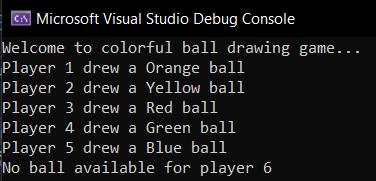 Microsoft Visual Studio Debug Console
Welcome to colorful ball drawing game...
Player 1 drew a Orange ball
Player 2 drew a Yellow ball
Player 3 drew a Red ball
Player 4 drew a Green ball
Player 5 drew a Blue ball
No ball available for player 6